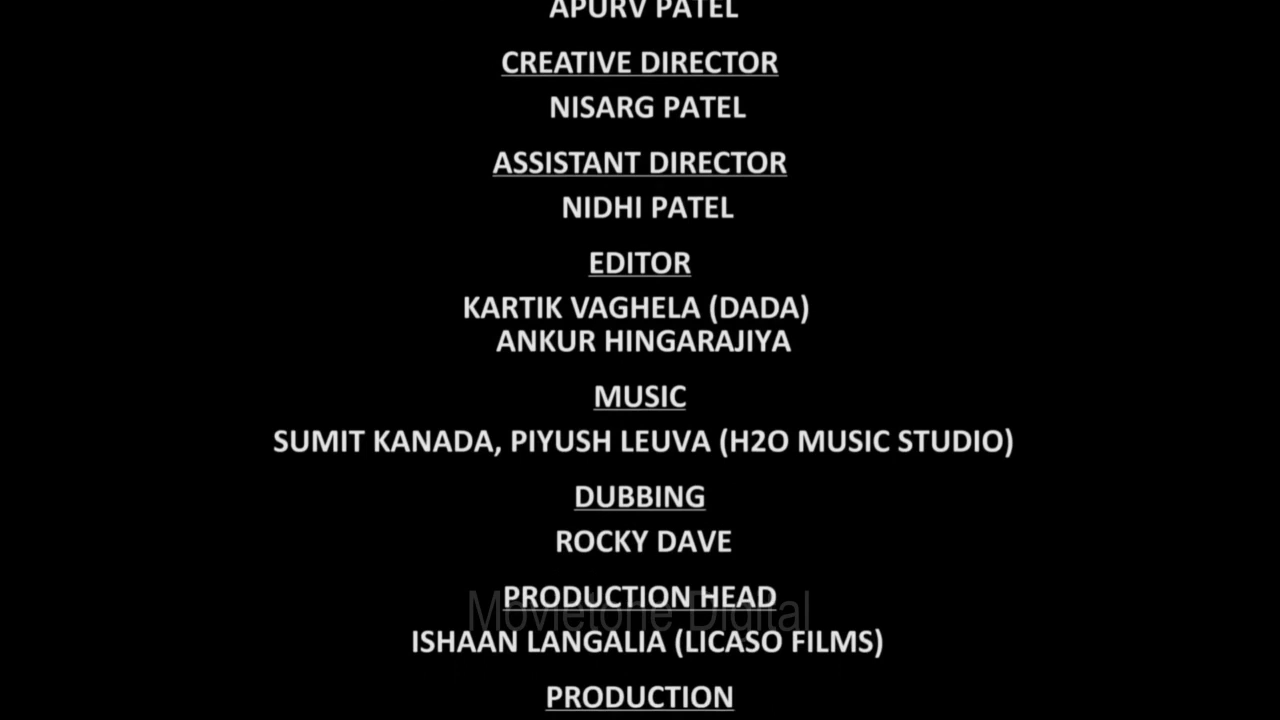 APURV PATEL
CREATIVE DIRECTOR
NISARG PATEL
ASSISTANT DIRECTOR
NIDHI PATEL
EDITOR
KARTIK VAGHELA (DADA)
ANKUR HINGARAJIYA
MUSIC
SUMIT KANADA, PIYUSH LEUVA (H2O MUSIC STUDIO)
DUBBING
ROCKY DAVE
PRODUCTION HEAD
Movietone Digital
ISHAAN LANGALIA (LICASO FILMS)
PRODUCTION